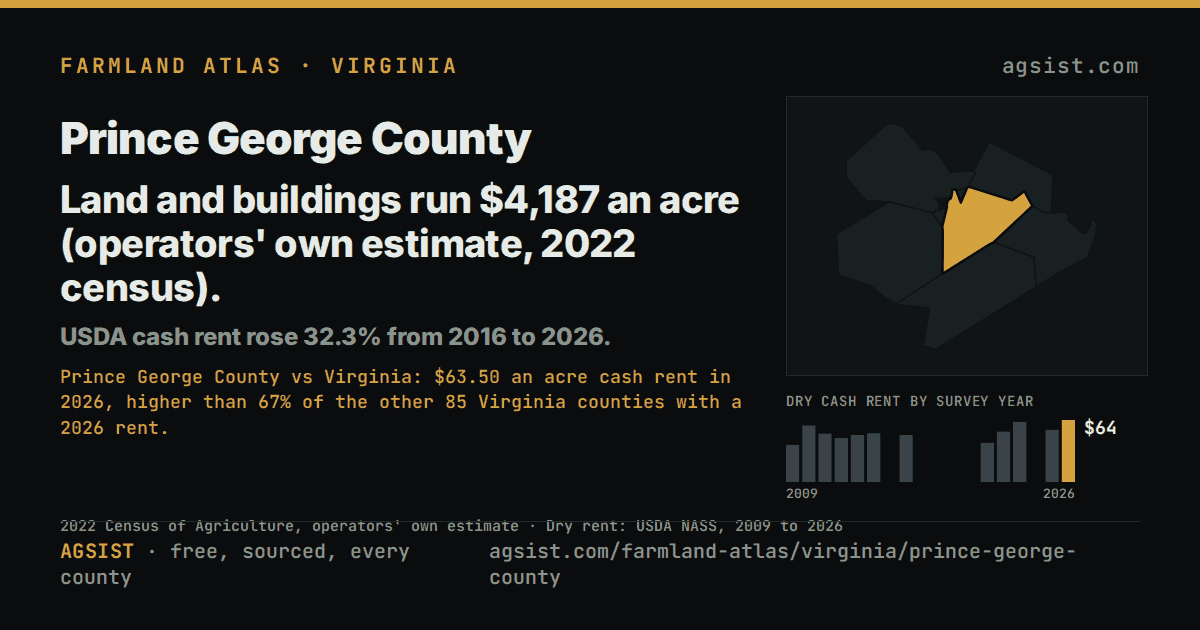 FARMLAND ATLAS · VIRGINIA
agsist.com
Prince George County
Land and buildings run $4,187 an acre
(operators' own estimate, 2022
census).
USDA cash rent rose 32.3% from 2016 to 2026.
Prince George County vs Virginia: $63.50 an acre cash rent in
2026, higher than 67% of the other 85 Virginia counties with a
2026 rent.
DRY CASH RENT BY SURVEY YEAR
$64
2009
2026
2022 Census of Agriculture, operators' own estimate · Dry rent: USDA NASS, 2009 to 2026
AGSIST · free, sourced, every
county
agsist.com/farmland-atlas/virginia/prince-george-
county